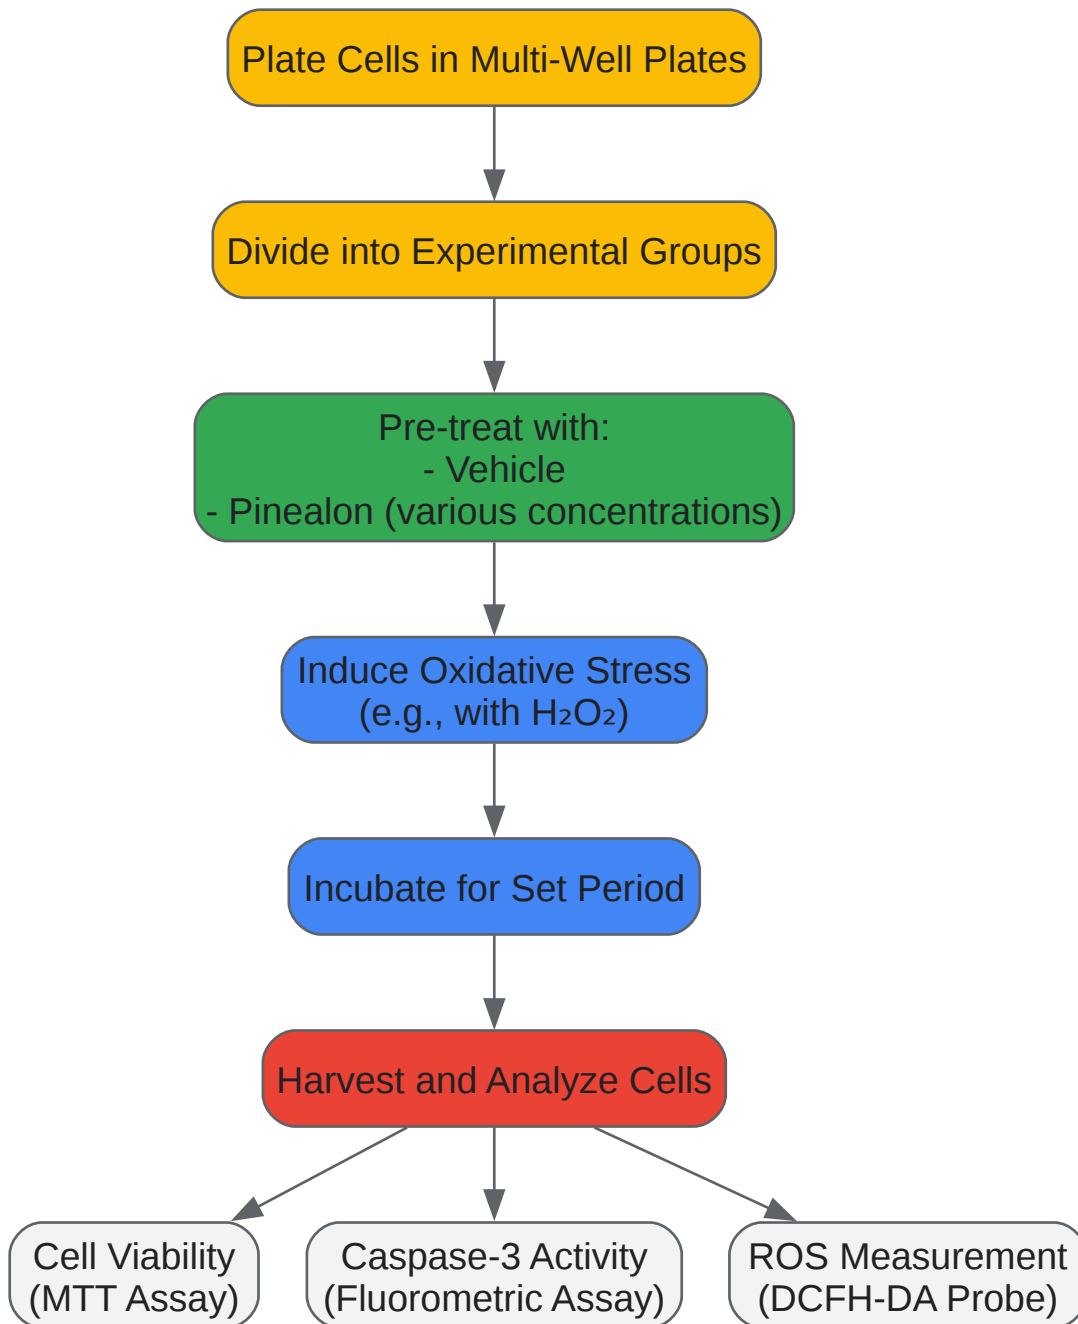 Plate Cells in Multi-Well Plates
Divide into Experimental Groups
Pre-treat with:
- Vehicle
- Pinealon (various concentrations)
Induce Oxidative Stress
(e.g., with H₂O₂)
Incubate for Set Period
Harvest and Analyze Cells
Cell Viability
(MTT Assay)
Caspase-3 Activity
(Fluorometric Assay)
ROS Measurement
(DCFH-DA Probe)